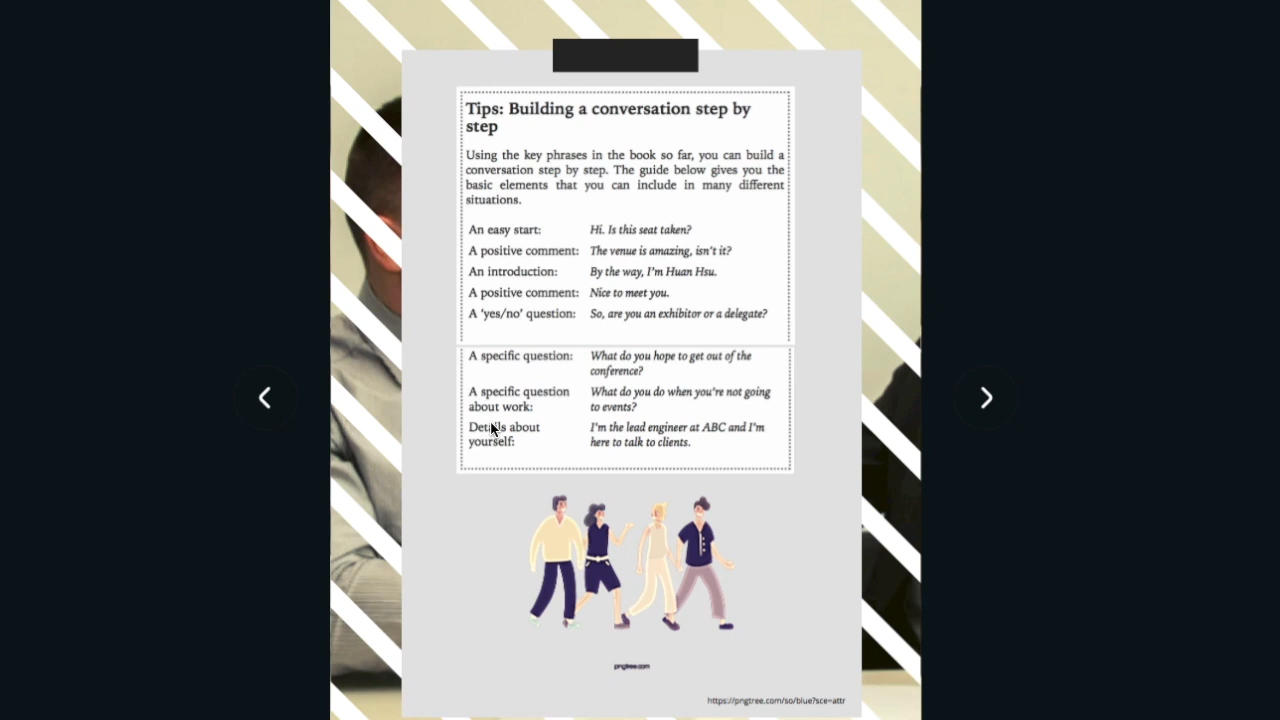 Tips: Building a conversation step by
step
Using the key phrases in the book so far, you can build a
conversation step by step. The guide below gives you the
basic elements that you can include in many different
situations.
An easy start: Hi. Is this seat taken?
A positive comment: The venue is amazing, isn't it?
An introduction: By the way, I'm Huan Hsu.
A positive comment: Nice to meet you.
A 'yes/no' question: So, are you an exhibitor or a delegate?
A specific question: What do you hope to get out of the
conference?
A specific question What do you do when you're not going
about work: to events?
Details about I'm the lead engineer at ABC and I'm
yourself: here to talk to clients.
pngtree.com
https://pngtree.com/so/blue?sce=attr